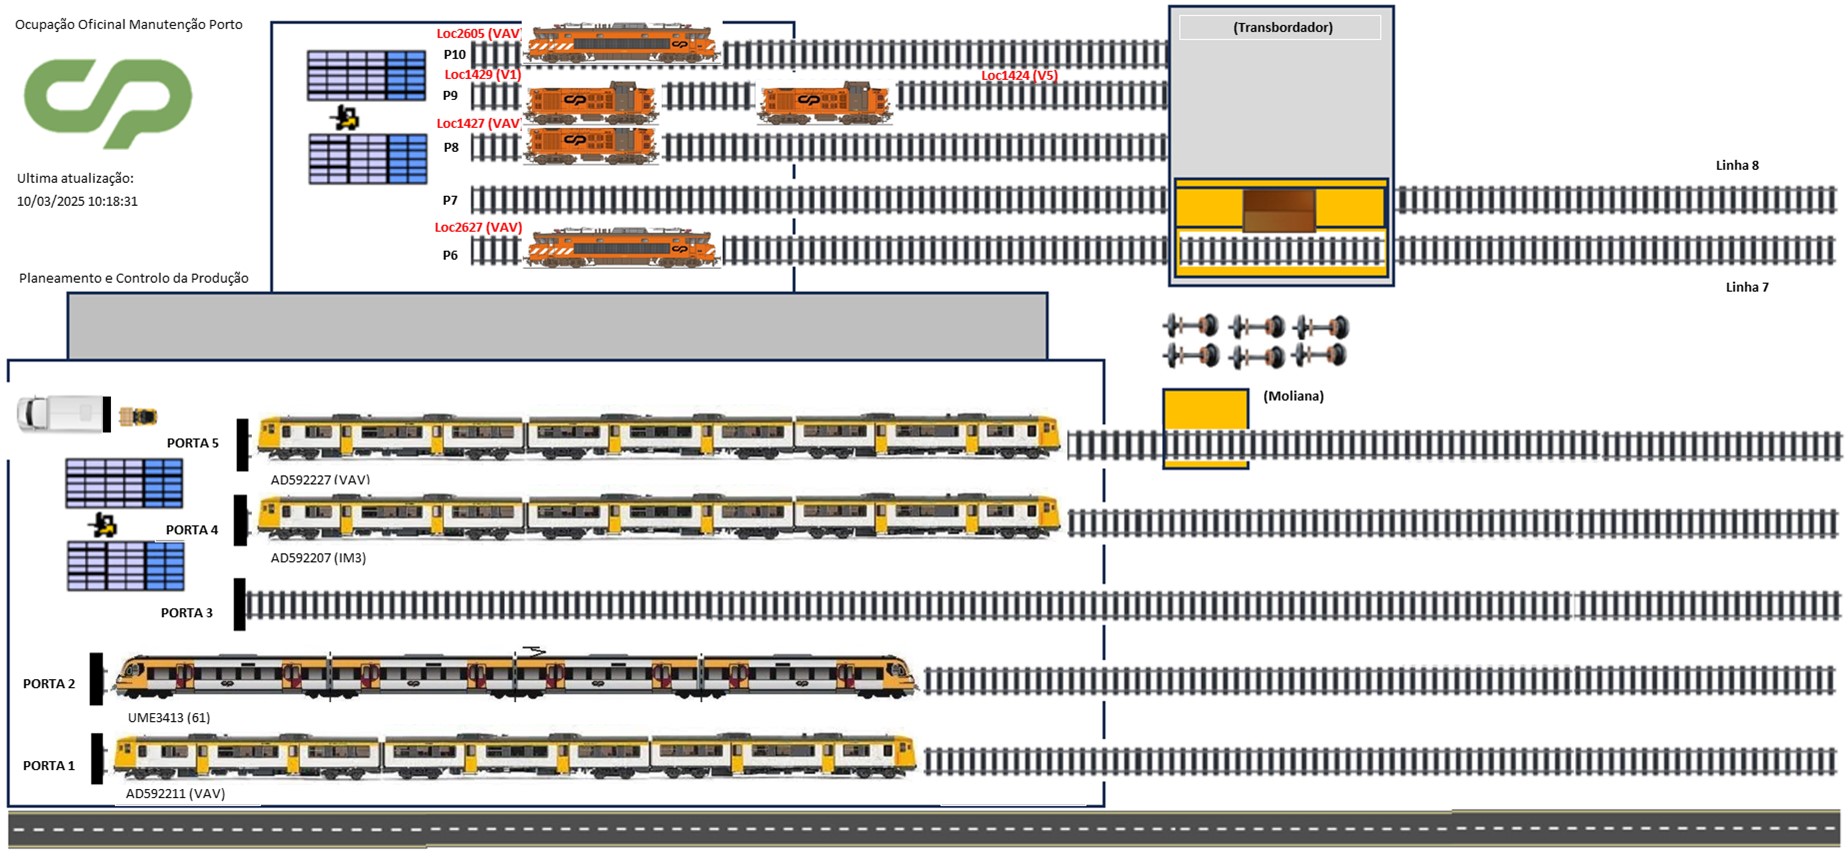 Ocupação Oficinal Manutenção Porto
CP
Ultima atualização:
10/03/2025 10:18:31
Planeamento e Controlo da Produção
Loc2605 (VAV)
P10
Loc1429 (V1)
Loc1424 (V5)
P9
Loc1427 (VAV)
P8
P7
Loc2627 (VAV)
P6
(Transbordador)
Linha 8
Linha 7
(Moliana)
PORTA 5
AD592227 (VAV)
PORTA 4
AD592207 (IM3)
PORTA 3
PORTA 2
UME3413 (61)
PORTA 1
AD592211 (VAV)